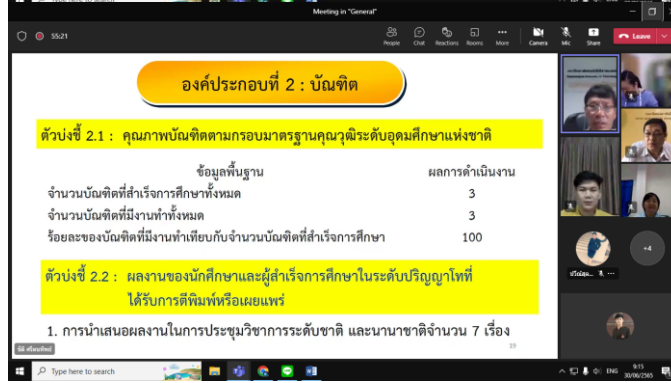 Meeting in "General"
55:21
People
Chat
Reactions
Rooms
More
Camera
Mic
Share
Leave
องค์ประกอบที่ 2 : บัณฑิต
ตัวบ่งชี้ 2.1 : คุณภาพบัณฑิตตามกรอบมาตรฐานคุณวุฒิระดับอุดมศึกษาแห่งชาติ
ข้อมูลพื้นฐาน ผลการดำเนินงาน
จำนวนบัณฑิตที่สำเร็จการศึกษาทั้งหมด 3
จำนวนบัณฑิตที่มีงานทำทั้งหมด 3
ร้อยละของบัณฑิตที่มีงานทำเทียบกับจำนวนบัณฑิตที่สำเร็จการศึกษา 100
ตัวบ่งชี้ 2.2 : ผลงานของนักศึกษาและผู้สำเร็จการศึกษาในระดับปริญญาโทที่
ได้รับการตีพิมพ์หรือเผยแพร่
1. การนำเสนอผลงานในการประชุมวิชาการระดับชาติ และนานาชาติจำนวน 7 เรื่อง
19
+4
Type here to search
ENG
9:15
30/06/2565